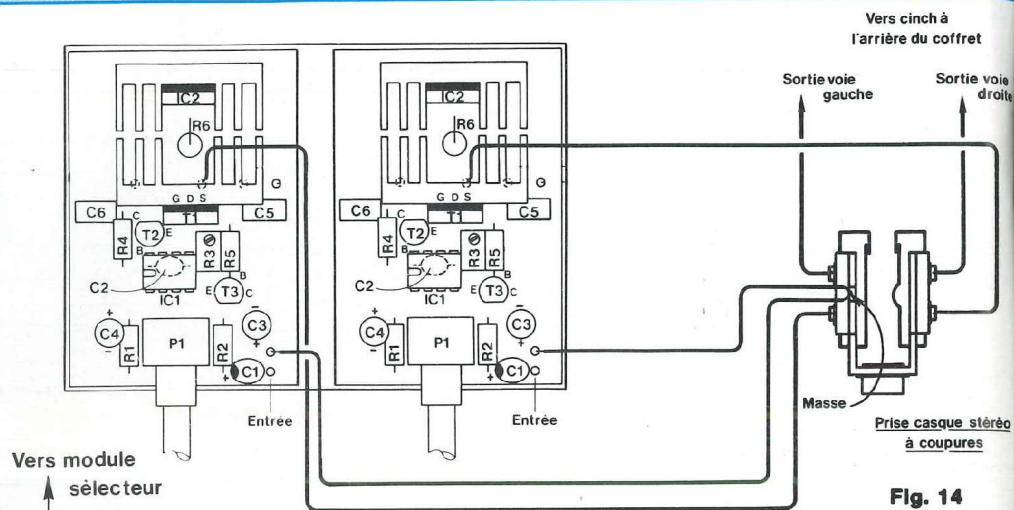 Vers cinch à
l'arrière du coffret
Sortie voie
gauche
Sortie voie
droite
IC2
R6
G D S
C6
C
T2
E
T1
C5
R4
B
R3
R5
C2
IC1
B
E
T3
C
+
C4
-
R1
P1
R2
-
C3
+
+
C1
Entrée
IC2
R6
G D S
C6
C
T2
E
T1
C5
R4
B
R3
R5
C2
IC1
B
E
T3
C
+
C4
-
R1
P1
R2
-
C3
+
+
C1
Entrée
Masse
Prise casque stéréo
à coupures
Vers module
sélecteur
Fig. 14